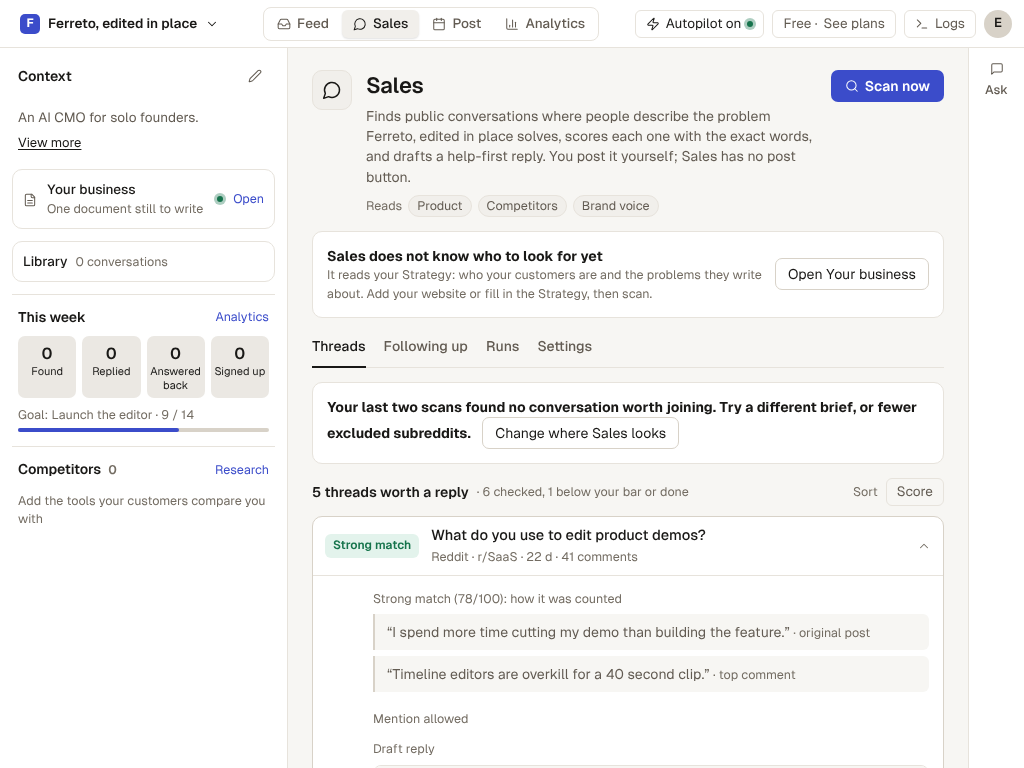 F Ferreto, edited in place
Feed
Sales
Post
Analytics
Autopilot on
Free · See plans
Logs
E
Context
An AI CMO for solo founders.
View more
Your business
One document still to write
Open
Library 0 conversations
This week
Analytics
0 Found
0 Replied
0 Answered back
0 Signed up
Goal: Launch the editor · 9 / 14
Competitors 0
Research
Add the tools your customers compare you
with
Sales
Scan now
Finds public conversations where people describe the problem
Ferreto, edited in place solves, scores each one with the exact words,
and drafts a help-first reply. You post it yourself; Sales has no post
button.
Reads Product Competitors Brand voice
Sales does not know who to look for yet
It reads your Strategy: who your customers are and the problems they write
about. Add your website or fill in the Strategy, then scan.
Open Your business
Threads Following up Runs Settings
Your last two scans found no conversation worth joining. Try a different brief, or fewer
excluded subreddits. Change where Sales looks
5 threads worth a reply · 6 checked, 1 below your bar or done
Sort Score
Strong match
What do you use to edit product demos?
Reddit · r/SaaS · 22 d · 41 comments
Strong match (78/100): how it was counted
“I spend more time cutting my demo than building the feature.” · original post
“Timeline editors are overkill for a 40 second clip.” · top comment
Mention allowed
Draft reply
Ask